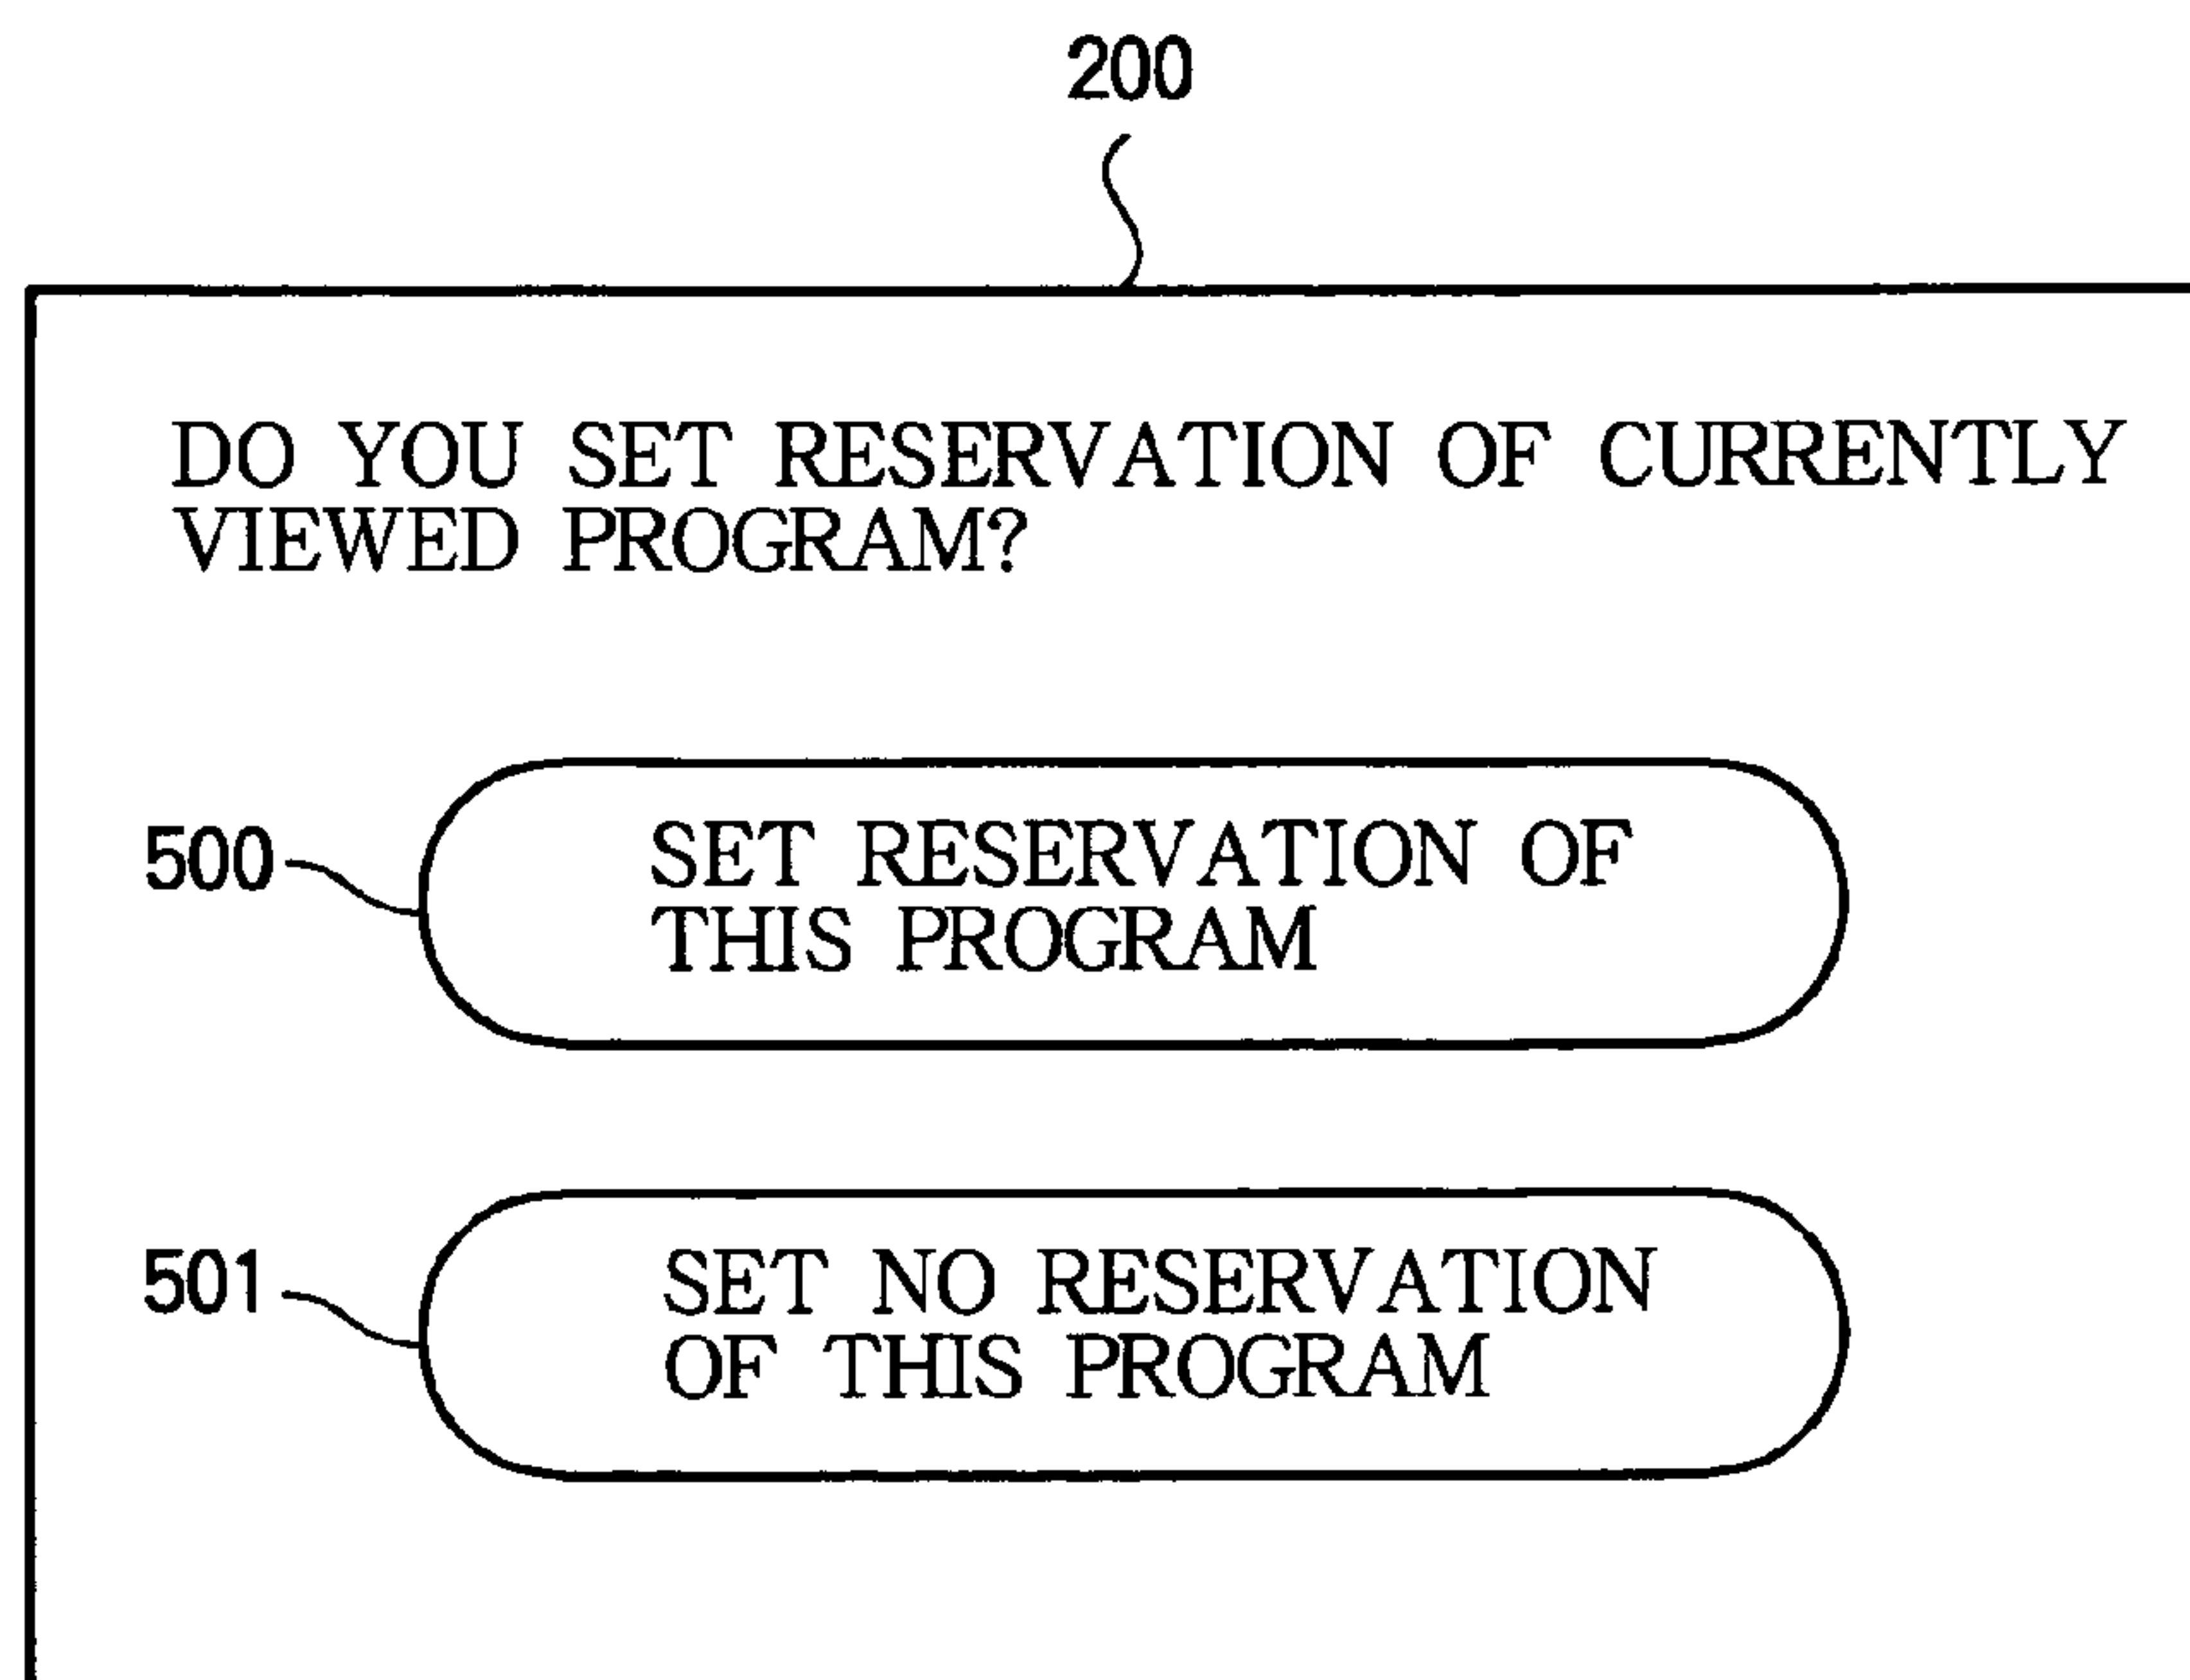 200
DO YOU SET RESERVATION OF CURRENTLY
VIEWED PROGRAM?
500
SET RESERVATION OF
THIS PROGRAM
501
SET NO RESERVATION
OF THIS PROGRAM